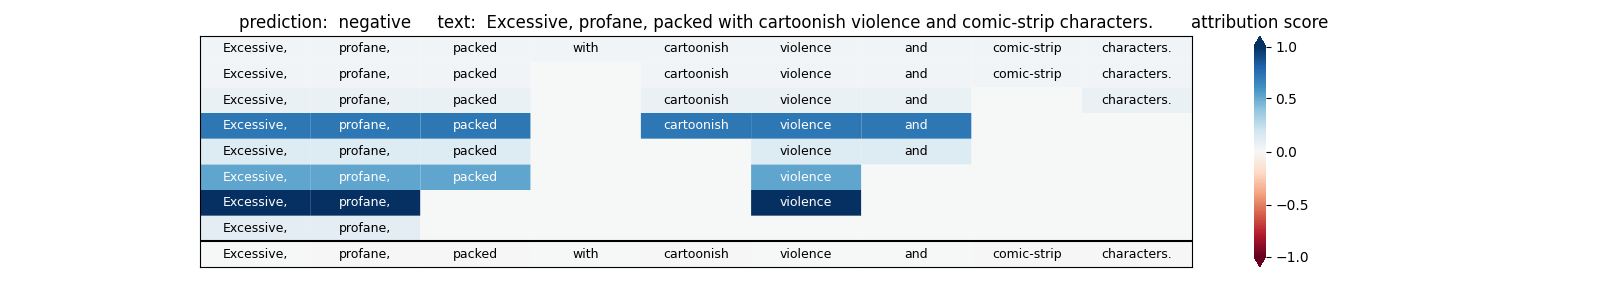 prediction:  negative     text:  Excessive, profane, packed with cartoonish violence and comic-strip characters.     attribution score
Excessive, profane, packed with cartoonish violence and comic-strip characters. 1.0
Excessive, profane, packed cartoonish violence and comic-strip characters.
Excessive, profane, packed cartoonish violence and characters. 0.5
Excessive, profane, packed cartoonish violence and
Excessive, profane, packed violence and 0.0
Excessive, profane, packed violence
Excessive, profane, violence −0.5
Excessive, profane,
Excessive, profane, packed with cartoonish violence and comic-strip characters. −1.0